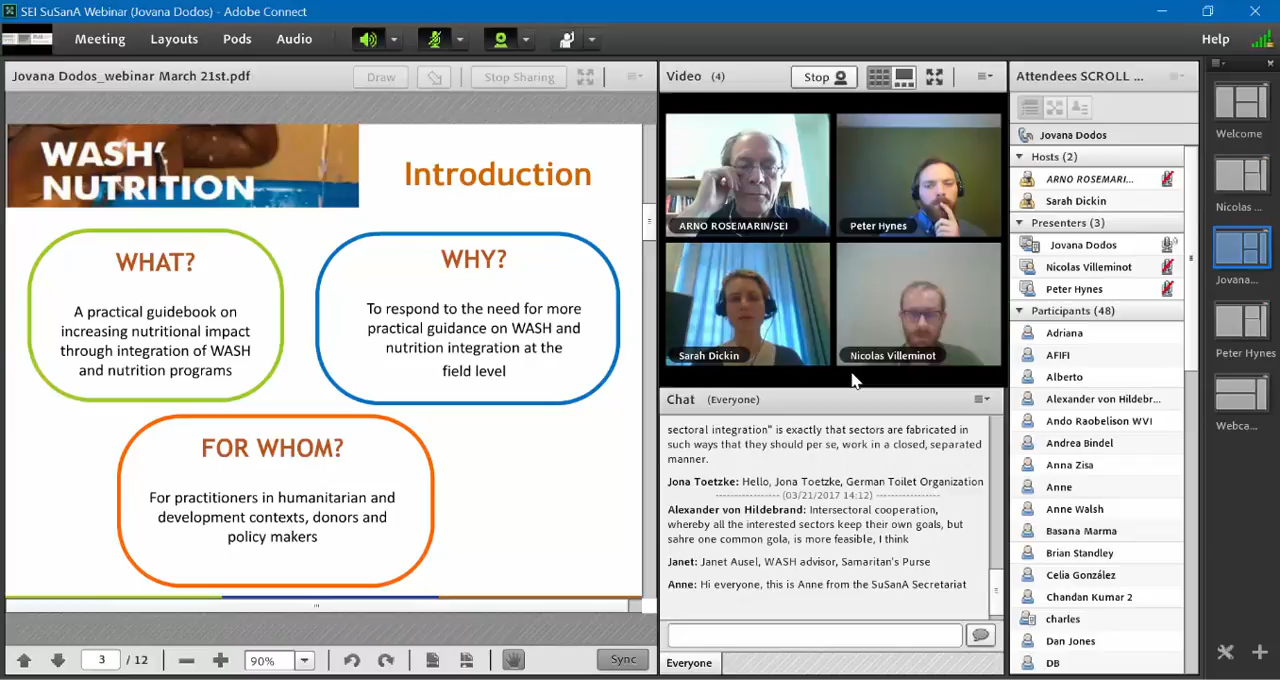 SEI SuSanA Webinar (Jovana Dodos) - Adobe Connect
Meeting
Layouts
Pods
Audio
Help
Jovana Dodos_webinar March 21st.pdf
Draw
Stop Sharing
WASH’
NUTRITION
Introduction
WHAT?
A practical guidebook on
increasing nutritional impact
through integration of WASH
and nutrition programs
WHY?
To respond to the need for more
practical guidance on WASH and
nutrition integration at the
field level
FOR WHOM?
For practitioners in humanitarian and
development contexts, donors and
policy makers
3 / 12
90%
Sync
Video (4)
Stop
ARNO ROSEMARIN/SEI
Peter Hynes
Sarah Dickin
Nicolas Villeminot
Chat (Everyone)
sectoral integration" is exactly that sectors are fabricated in
such ways that they should per se, work in a closed, separated
manner.
Jona Toetzke: Hello, Jona Toetzke, German Toilet Organization
---------------- (03/21/2017 14:12) ----------------
Alexander von Hildebrand: Intersectoral cooperation,
whereby all the interested sectors keep their own goals, but
sahre one common gola, is more feasible, I think
Janet: Janet Ausel, WASH advisor, Samaritan's Purse
Anne: Hi everyone, this is Anne from the SuSanA Secretariat
Everyone
Attendees SCROLL ...
Jovana Dodos
Hosts (2)
ARNO ROSEMARI...
Sarah Dickin
Presenters (3)
Jovana Dodos
Nicolas Villeminot
Peter Hynes
Participants (48)
Adriana
AFIFI
Alberto
Alexander von Hildebr...
Ando Raobelison WVI
Andrea Bindel
Anna Zisa
Anne
Anne Walsh
Basana Marma
Brian Standley
Celia González
Chandan Kumar 2
charles
Dan Jones
DB
Welcome
Nicolas ...
Jovana...
Peter Hynes
Webca...